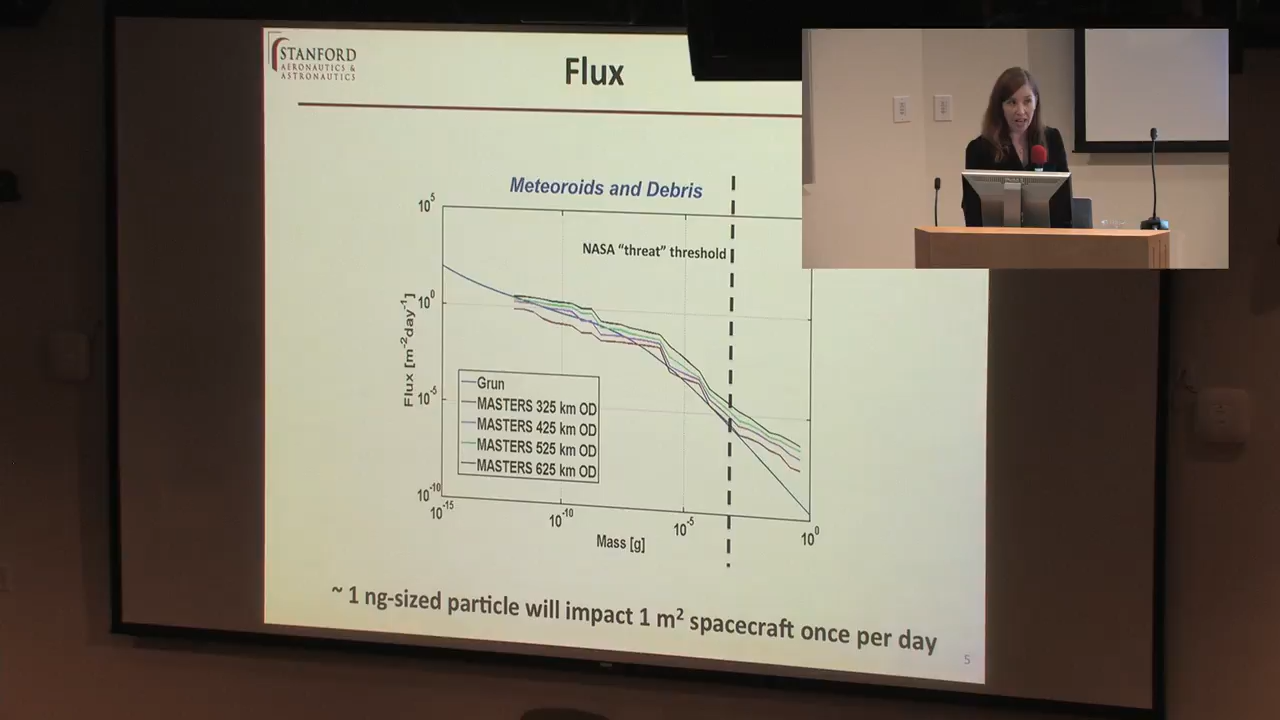 STANFORD
AERONAUTICS &
ASTRONAUTICS
Flux
Meteoroids and Debris
NASA “threat” threshold
10^5
10^0
10^-5
10^-10
Flux [m^-2day^-1]
Grun
MASTERS 325 km OD
MASTERS 425 km OD
MASTERS 525 km OD
MASTERS 625 km OD
10^-15
10^-10
10^-5
10^0
Mass [g]
~ 1 ng-sized particle will impact 1 m² spacecraft once per day
5